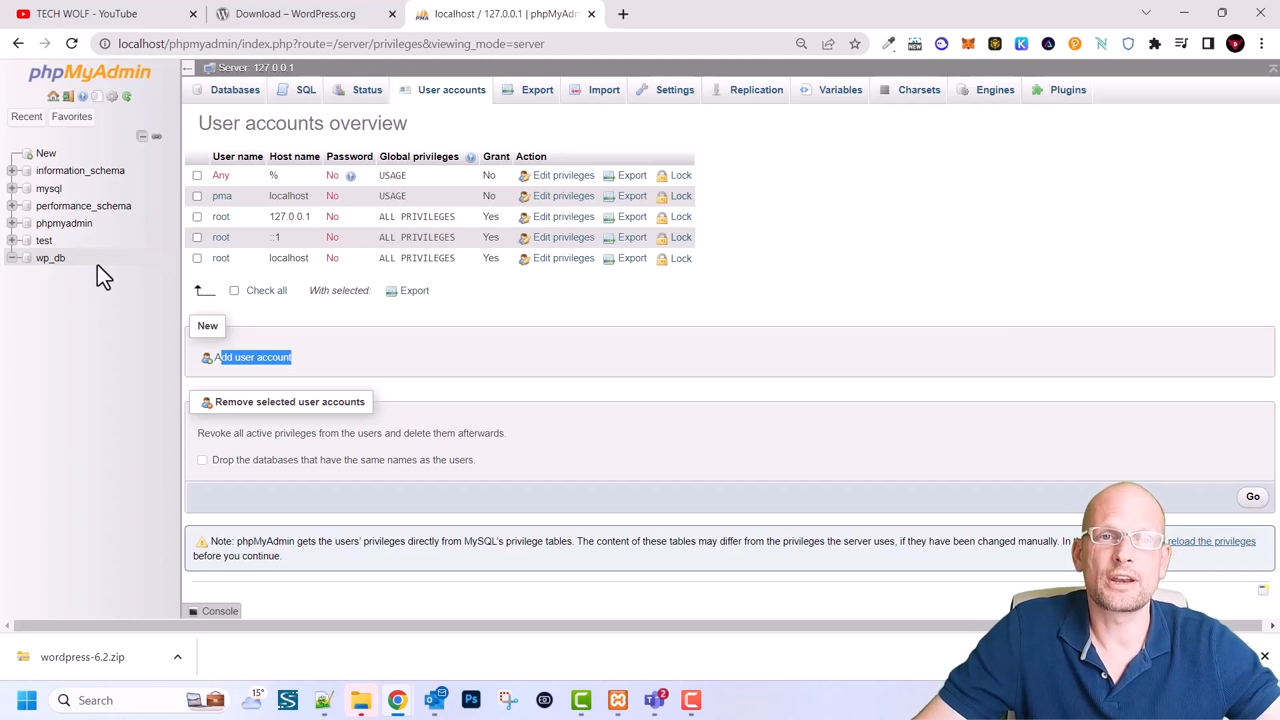 TECH WOLF - YouTube
Download – WordPress.org
localhost / 127.0.0.1 | phpMyAdm
localhost/phpmyadmin/index.php?route=/server/privileges&viewing_mode=server
phpMyAdmin
Recent Favorites
New
information_schema
mysql
performance_schema
phpmyadmin
test
wp_db
Server: 127.0.0.1
Databases SQL Status User accounts Export Import Settings Replication Variables Charsets Engines Plugins
User accounts overview
User name Host name Password Global privileges Grant Action
Any % No USAGE No Edit privileges Export Lock
pma localhost No USAGE No Edit privileges Export Lock
root 127.0.0.1 No ALL PRIVILEGES Yes Edit privileges Export Lock
root ::1 No ALL PRIVILEGES Yes Edit privileges Export Lock
root localhost No ALL PRIVILEGES Yes Edit privileges Export Lock
Check all With selected: Export
New
Add user account
Remove selected user accounts
Revoke all active privileges from the users and delete them afterwards.
Drop the databases that have the same names as the users.
Go
Note: phpMyAdmin gets the users' privileges directly from MySQL's privilege tables. The content of these tables may differ from the privileges the server uses, if they have been changed manually. In reload the privileges
before you continue.
Console
wordpress-6.2.zip
Search
15°
2